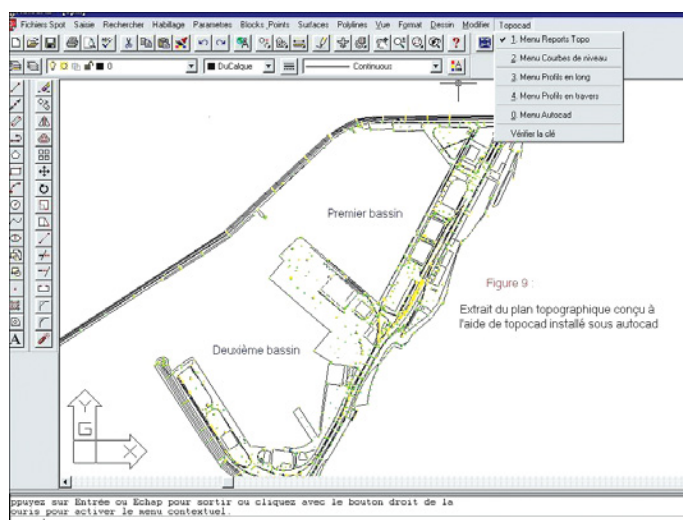 Fichiers Spot Saisie Rechercher Habillage Parametres Blocks ,Points Surfaces Polylines Vue Format Dessin Modifier Topocad
1. Menu Reports Topo
2. Menu Courbes de niveau
3. Menu Profils en long
4. Menu Profils en travers
0. Menu Autocad
Vérifier la clé
0 DuCalque Continuous
Premier bassin
Figure 9 :
Extrait du plan topographique conçu à
l'aide de topocad installé sous autocad
Deuxième bassin
Y
G
X
A
ppuyez sur Entrée ou Echap pour sortir ou cliquez avec le bouton droit de la
ouris pour activer le menu contextuel.